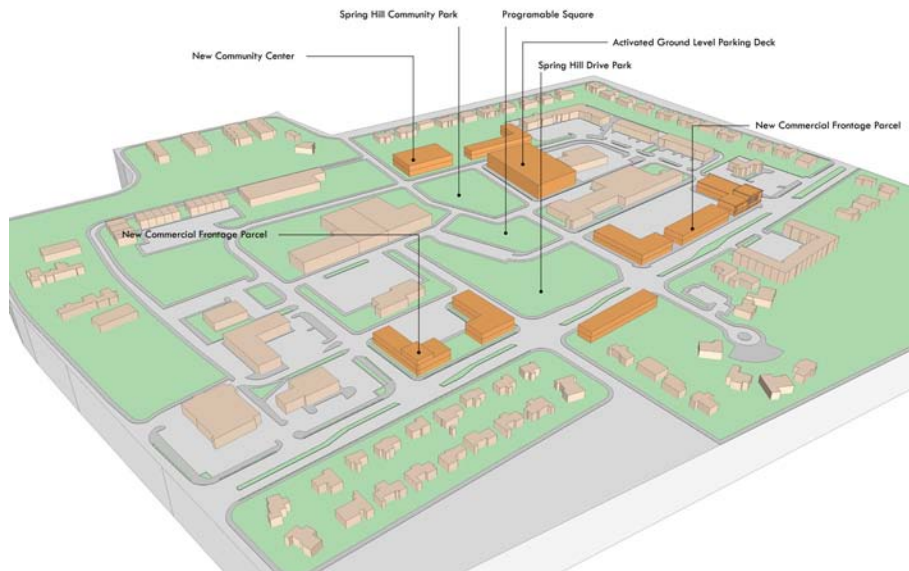 Spring Hill Community Park
Programable Square
Activated Ground Level Parking Deck
New Community Center
Spring Hill Drive Park
New Commercial Frontage Parcel
New Commercial Frontage Parcel